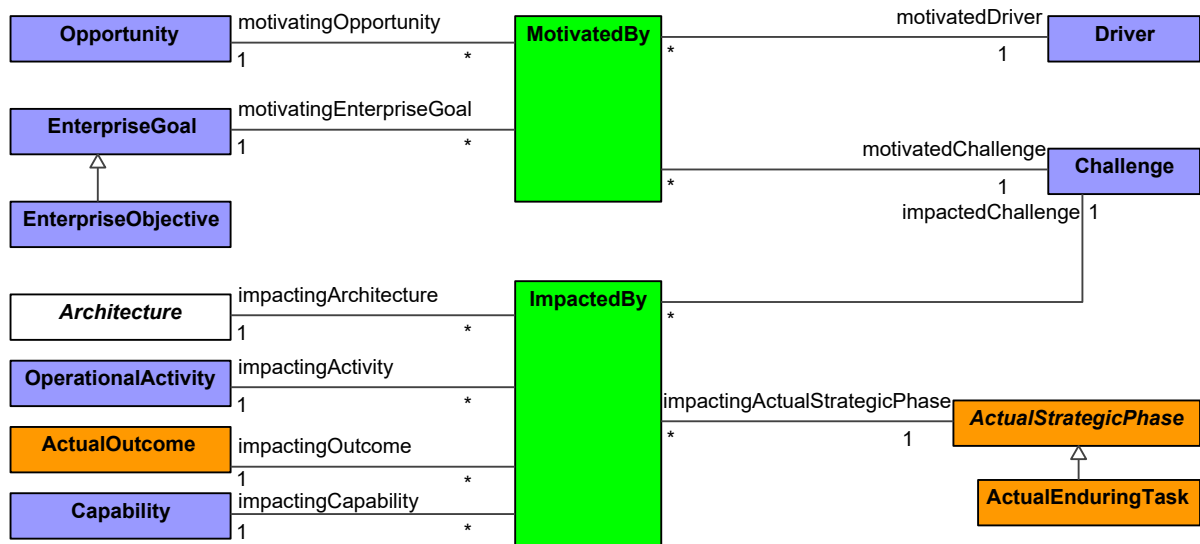 Opportunity
motivatingOpportunity
1
*
MotivatedBy
motivatedDriver
*
1
Driver
EnterpriseGoal
motivatingEnterpriseGoal
1
*
EnterpriseObjective
motivatedChallenge
*
1
Challenge
impactedChallenge
1
Architecture
impactingArchitecture
1
*
ImpactedBy
*
OperationalActivity
impactingActivity
1
*
impactingActualStrategicPhase
*
1
ActualStrategicPhase
ActualOutcome
impactingOutcome
1
*
ActualEnduringTask
Capability
impactingCapability
1
*